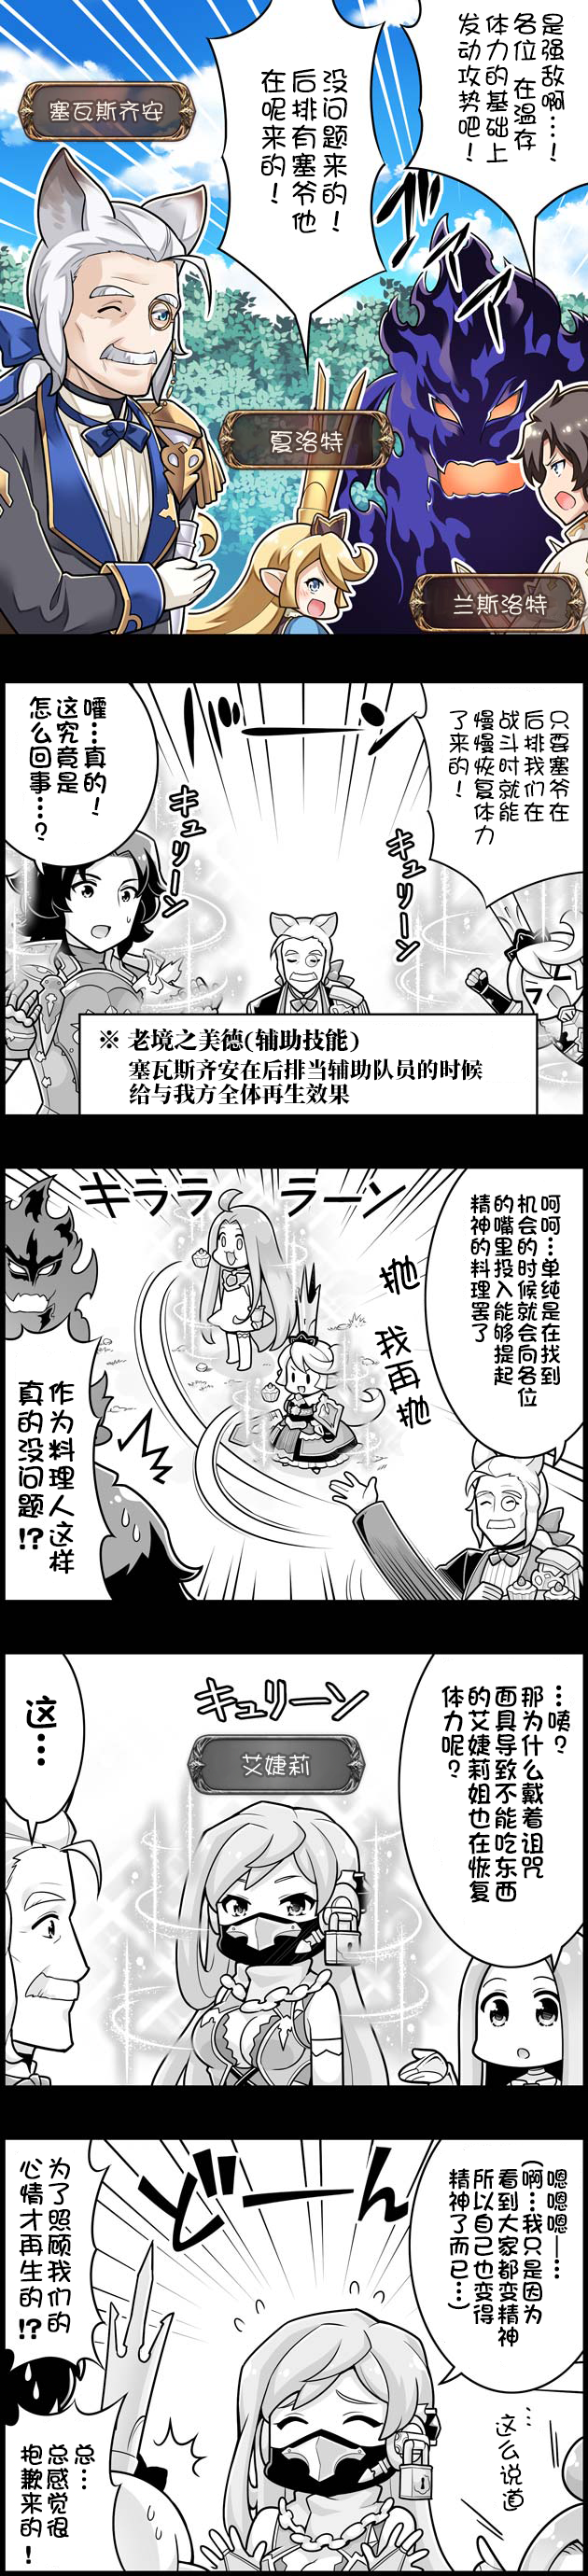 是强敌啊…！
各位 在温存
体力的基础上
发动攻势吧！
没问题来的！
后排有塞爷他
在呢来的！
塞瓦斯齐安
夏洛特
兰斯洛特
只要塞爷在
后排我们在
战斗时就能
慢慢恢复体力
了来的！
嚯…真的！
这究竟是
怎么回事…？
キュリーン
キュリーン
※ 老境之美德(辅助技能)
塞瓦斯齐安在后排当辅助队员的时候
给与我方全体再生效果
キラララーン
呵呵…单纯是在找到
机会的时候就会向各位
的嘴里投入能够提起
精神的料理罢了
抛
我再抛
作为料理人这样
真的没问题!?
…咦？
那为什么戴着诅咒
面具导致不能吃东西
的艾婕莉姐也在恢复
体力呢？
キュリーン
艾婕莉
这…
嗯嗯嗯—…
(啊…我只是因为
看到大家都变精神
所以自己也变得
精神了而已…)
どーん
…这么说道
为了照顾我们的
心情才再生的!?
总…
总感觉很
抱歉来的！